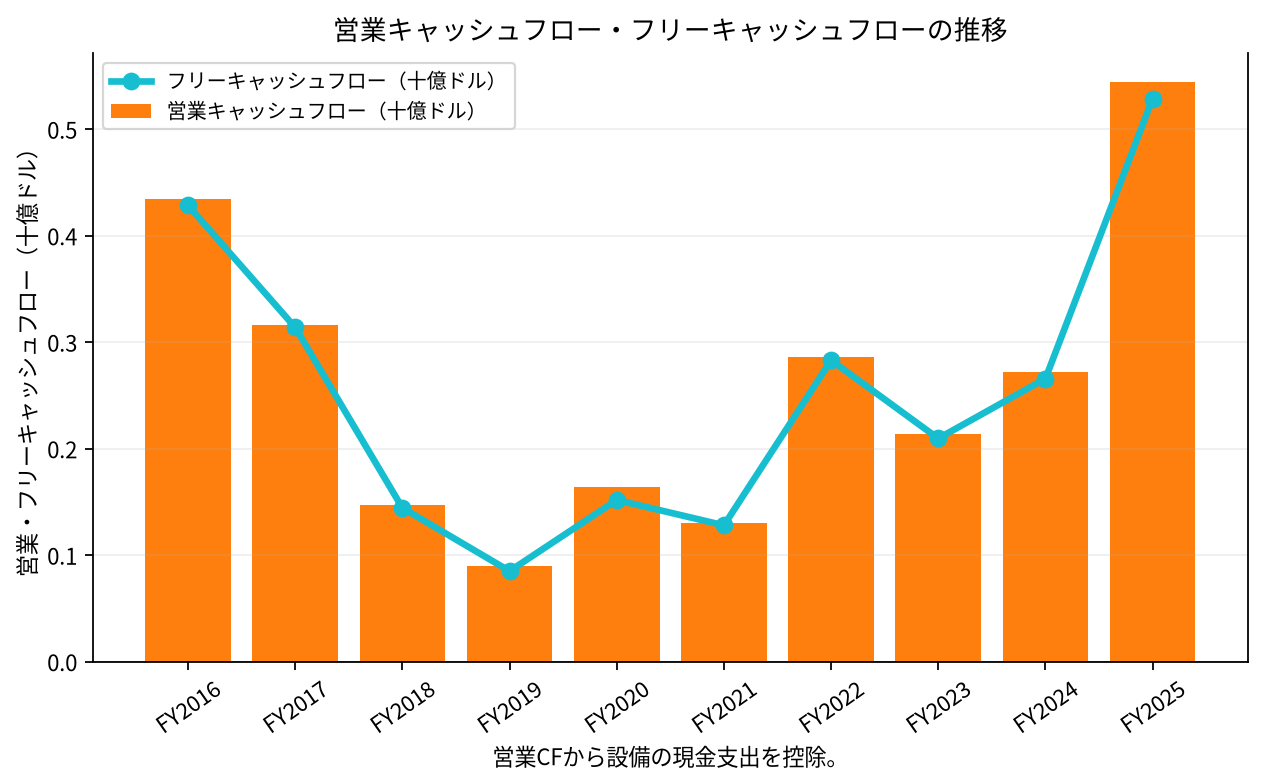 営業キャッシュフロー・フリーキャッシュフローの推移
フリーキャッシュフロー（十億ドル）
営業キャッシュフロー（十億ドル）
営業・フリーキャッシュフロー（十億ドル）
0.5
0.4
0.3
0.2
0.1
0.0
FY2016
FY2017
FY2018
FY2019
FY2020
FY2021
FY2022
FY2023
FY2024
FY2025
営業CFから設備の現金支出を控除。